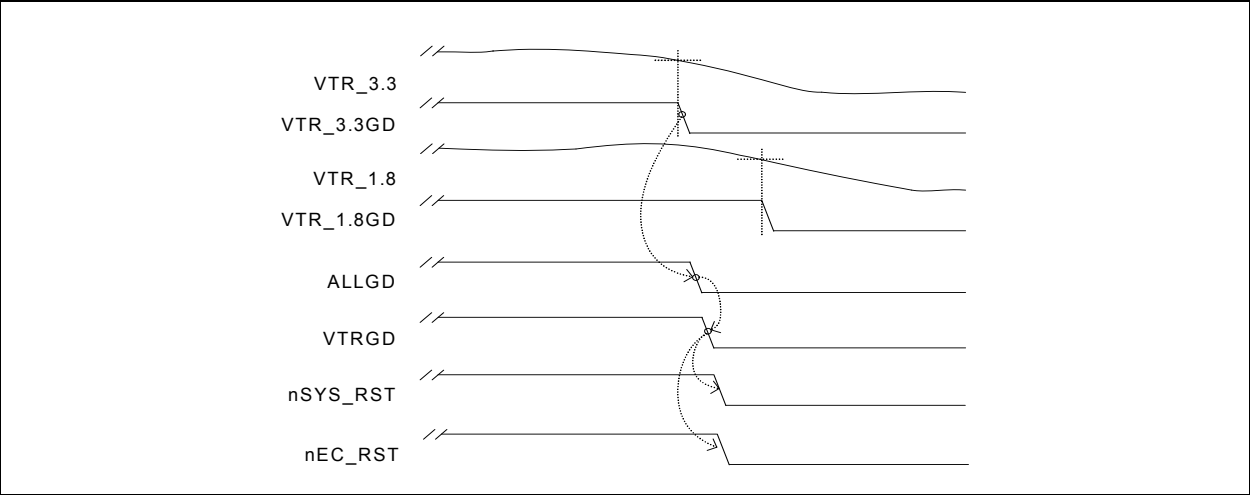 VTR_3.3
VTR_3.3GD
VTR_1.8
VTR_1.8GD
ALLGD
VTRGD
nSYS_RST
nEC_RST